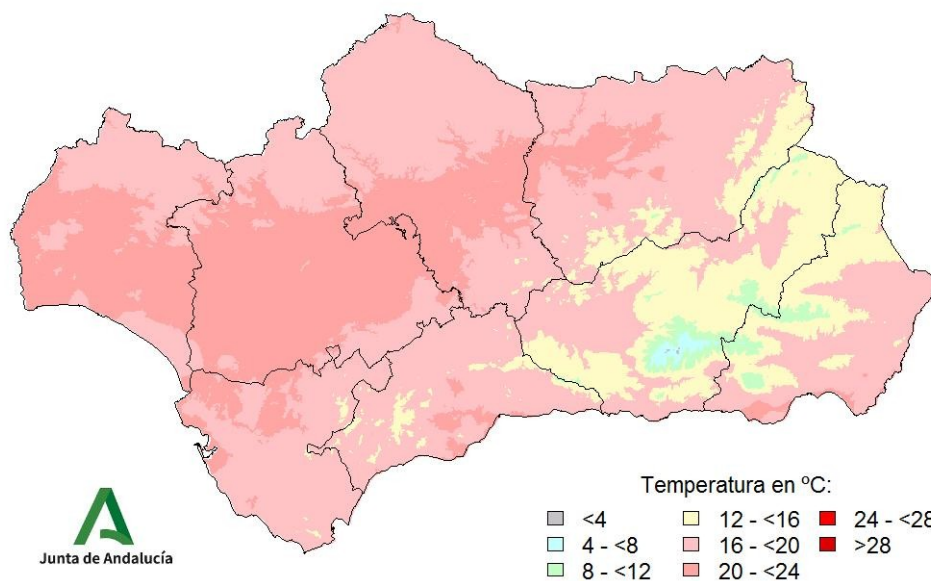 Temperatura en ºC:
<4
12 - <16
24 - <28
4 - <8
16 - <20
>28
8 - <12
20 - <24
Junta de Andalucía